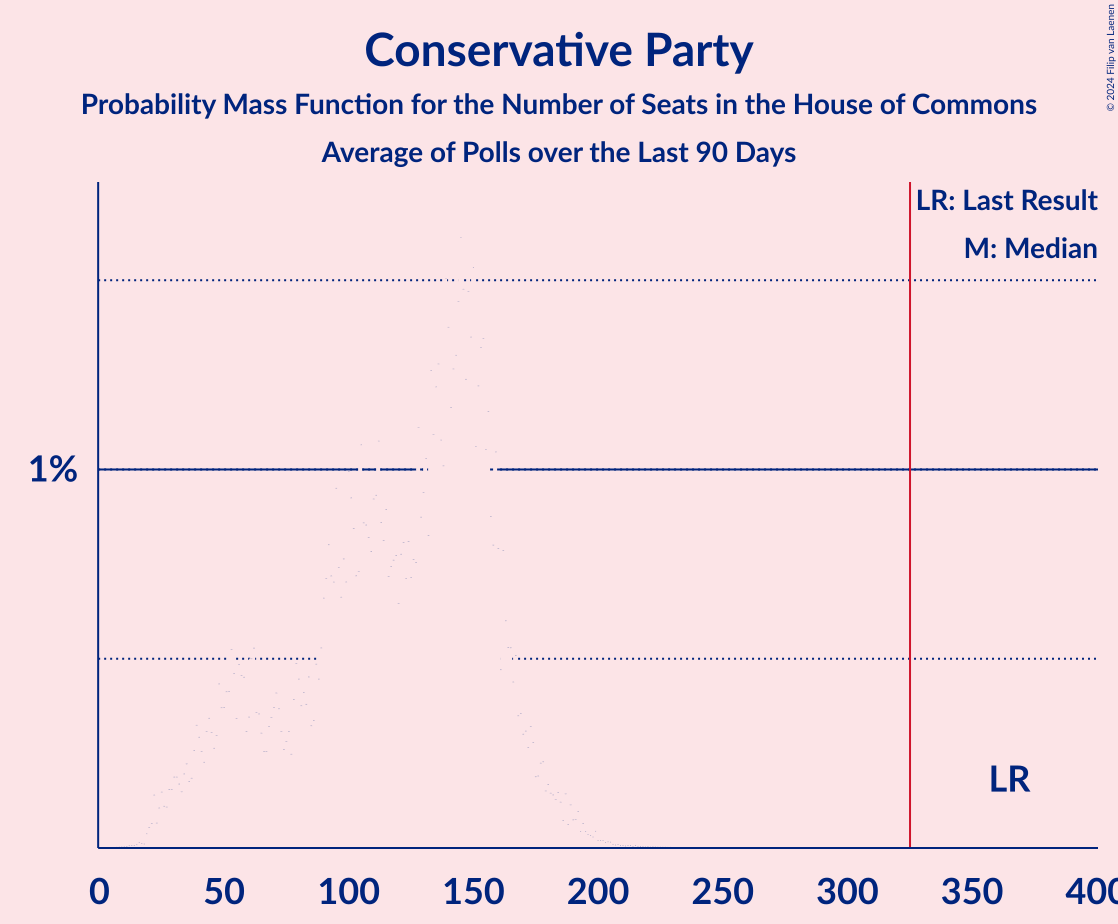 Conservative Party
Probability Mass Function for the Number of Seats in the House of Commons
Average of Polls over the Last 90 Days
© 2024 Filip van Laenen
LR: Last Result
M: Median
1%
LR
0 50 100 150 200 250 300 350 400